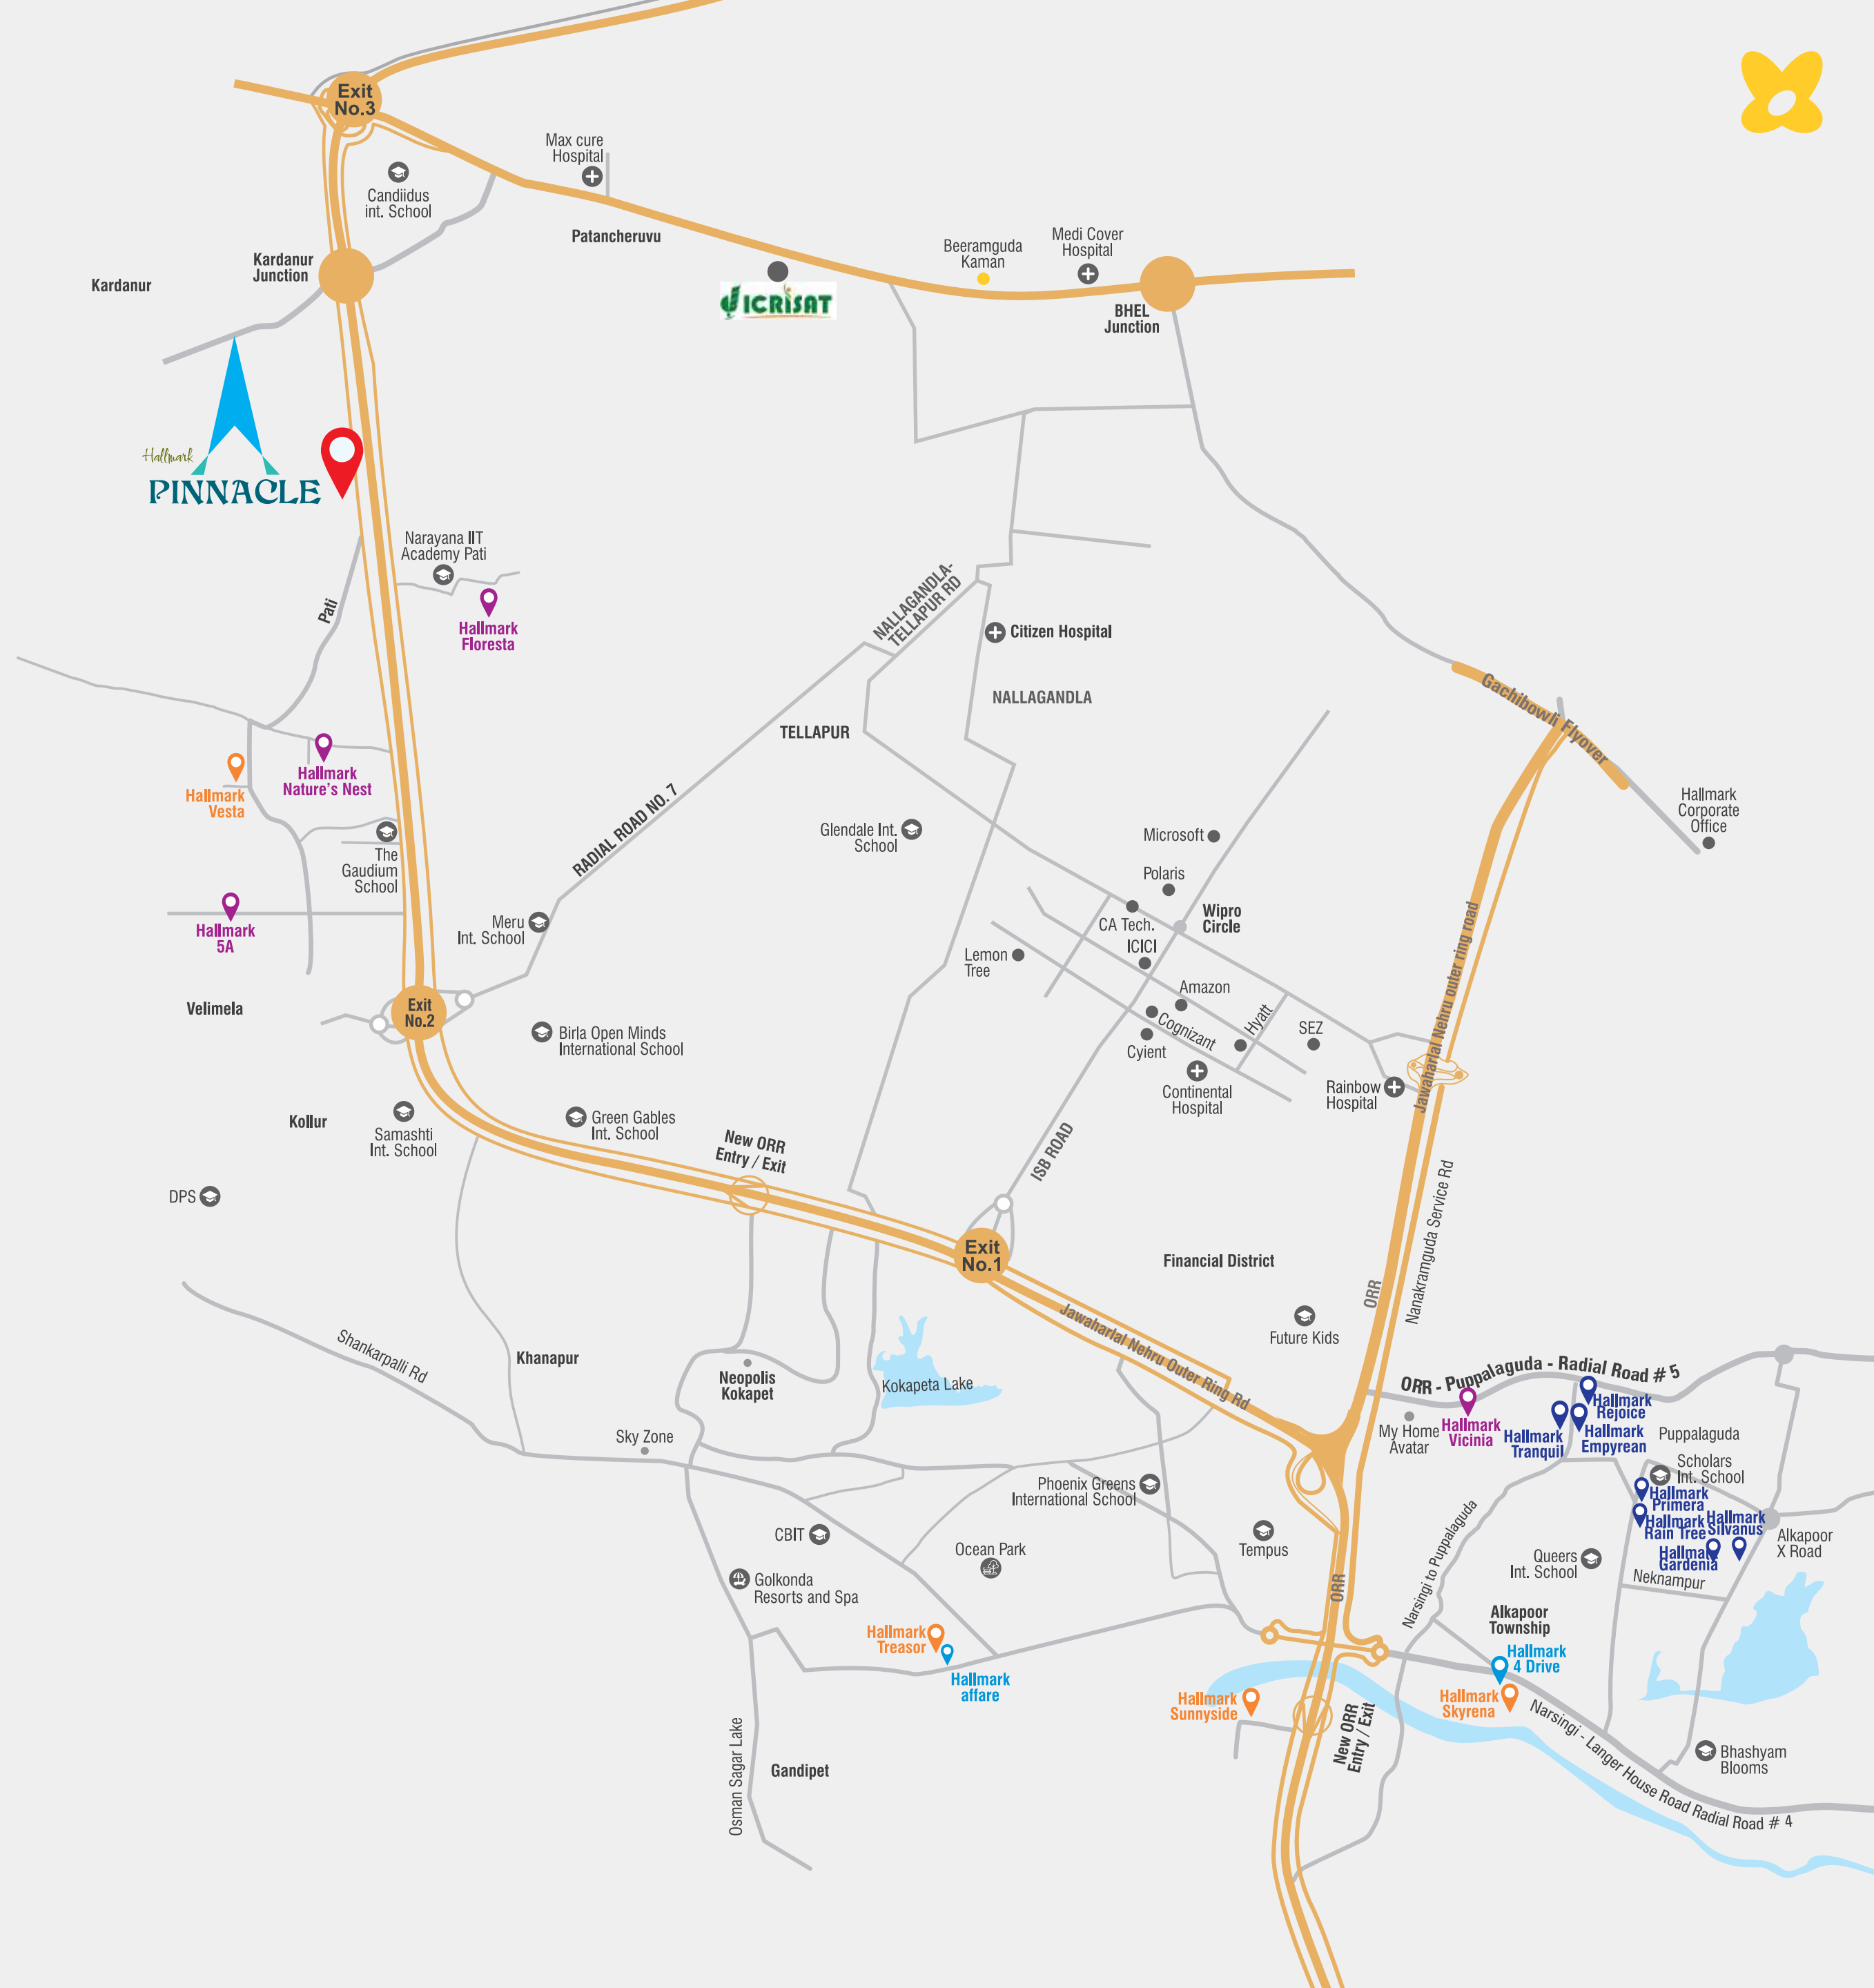 Exit
No.3
Max cure
Hospital
Candiidus
int. School
Patancheruvu
Kardanur
Junction
Kardanur
ICRISAT
Beeramguda
Kaman
Medi Cover
Hospital
BHEL
Junction
Hallmark
PINNACLE
Narayana IIT
Academy Pati
Pati
Hallmark
Floresta
NALLAGANDLA-
TELLAPUR RD
Citizen Hospital
NALLAGANDLA
TELLAPUR
Gachibowli Flyover
Hallmark
Nature's Nest
Hallmark
Vesta
RADIAL ROAD NO. 7
Hallmark
Corporate
Office
Glendale Int.
School
Microsoft
The
Gaudium
School
Polaris
Hallmark
5A
Meru
Int. School
CA Tech.
Wipro
Circle
ICICI
Lemon
Tree
Jawaharlal Nehru outer ring road
Velimela
Exit
No.2
Amazon
Cognizant
Hyatt
SEZ
Cyient
Birla Open Minds
International School
Continental
Hospital
Rainbow
Hospital
Kollur
Samashti
Int. School
Green Gables
Int. School
New ORR
Entry / Exit
ISB ROAD
Nanakramguda Service Rd
DPS
Exit
No.1
Financial District
ORR
Jawaharlal Nehru Outer Ring Rd
Future Kids
Shankarpalli Rd
Khanapur
Neopolis
Kokapet
Kokapeta Lake
ORR - Puppalaguda - Radial Road # 5
My Home
Avatar
Hallmark
Vicinia
Hallmark
Rejoice
Hallmark
Tranquil
Hallmark
Empyrean
Puppalaguda
Sky Zone
Scholars
Int. School
Phoenix Greens
International School
Hallmark
Primera
Hallmark
Rain Tree
Hallmark
Silvanus
Hallmark
Gardenia
Alkapoor
X Road
CBIT
Ocean Park
Tempus
Narsingi to Puppalaguda
Queers
Int. School
Neknampur
Golkonda
Resorts and Spa
ORR
Alkapoor
Township
Hallmark
Treasor
Hallmark
affare
Hallmark
4 Drive
Hallmark
Sunnyside
Hallmark
Skyrena
New ORR
Entry / Exit
Narsingi - Langer House Road Radial Road # 4
Osman Sagar Lake
Gandipet
Bhashyam
Blooms